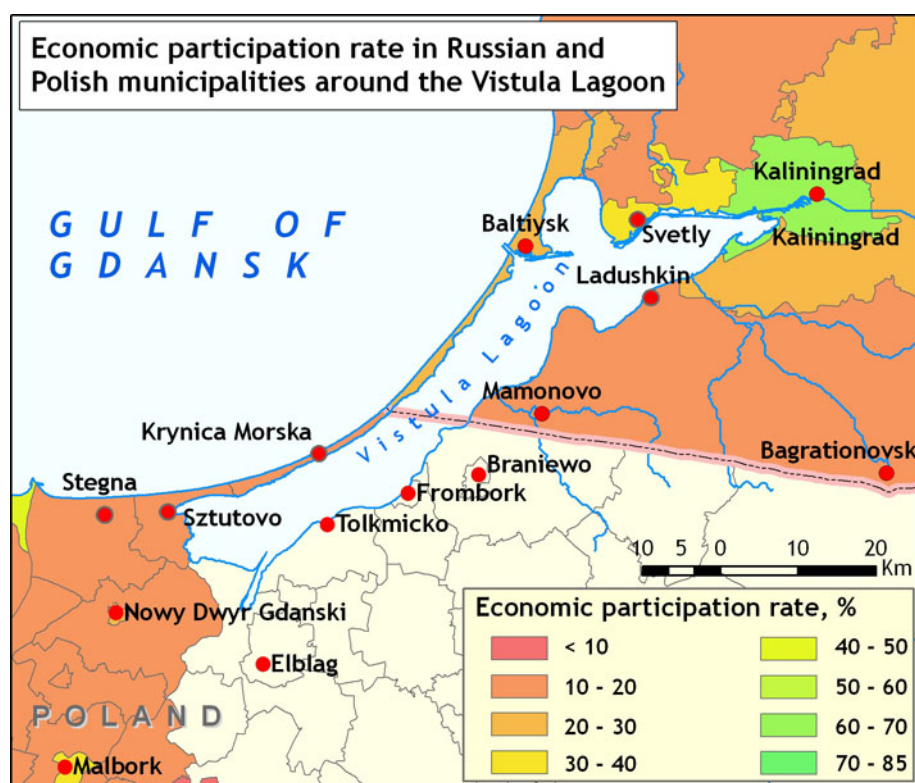 Economic participation rate in Russian and
Polish municipalities around the Vistula Lagoon
GULF OF
GDANSK
Kaliningrad
Baltiysk
Svetly
Kaliningrad
Ladushkin
Vistula Lagoon
Mamonovo
Krynica Morska
Bagrationovsk
Braniewo
Stegna
Frombork
Sztutovo
Tolkmicko
10 5 0 10 20
Km
Nowy Dwyr Gdanski
Elblag
POLAND
Malbork
Economic participation rate, %
< 10
10 - 20
20 - 30
30 - 40
40 - 50
50 - 60
60 - 70
70 - 85